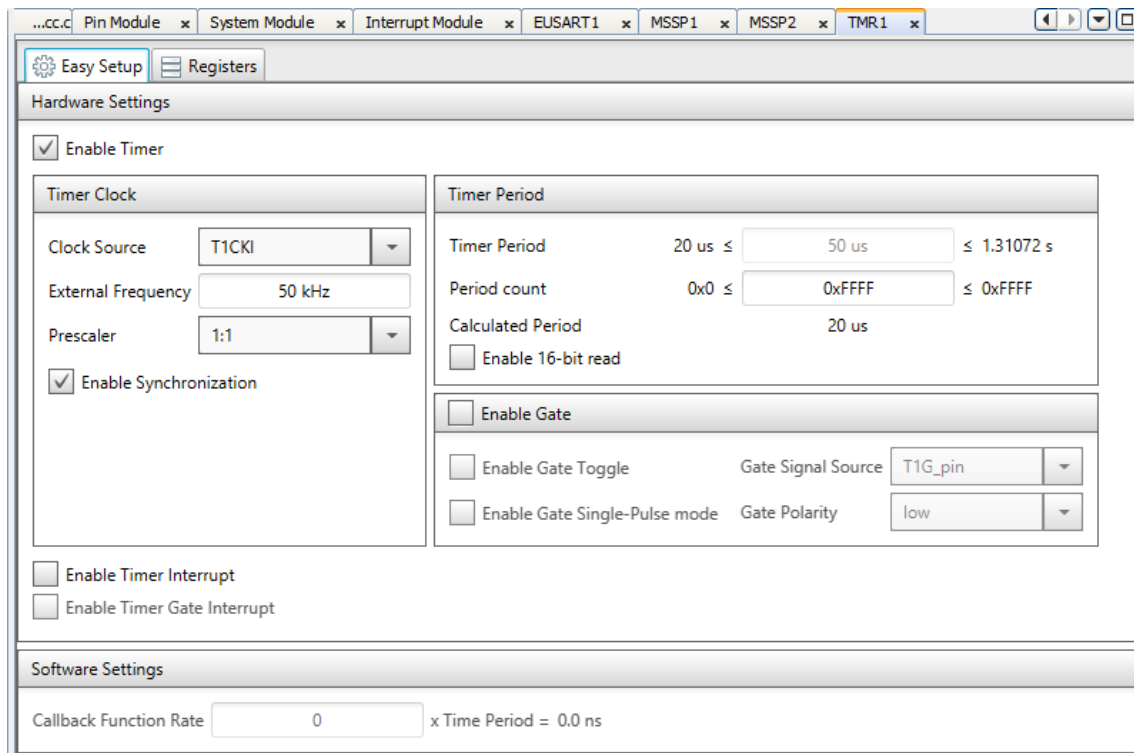 ...cc.c Pin Module x System Module x Interrupt Module x EUSART1 x MSSP1 x MSSP2 x TMR1 x
Easy Setup Registers
Hardware Settings
Enable Timer
Timer Clock
Clock Source T1CKI
External Frequency 50 kHz
Prescaler 1:1
Enable Synchronization
Timer Period
Timer Period 20 us ≤ 50 us ≤ 1.31072 s
Period count 0x0 ≤ 0xFFFF ≤ 0xFFFF
Calculated Period 20 us
Enable 16-bit read
Enable Gate
Enable Gate Toggle Gate Signal Source T1G_pin
Enable Gate Single-Pulse mode Gate Polarity low
Enable Timer Interrupt
Enable Timer Gate Interrupt
Software Settings
Callback Function Rate 0 x Time Period = 0.0 ns